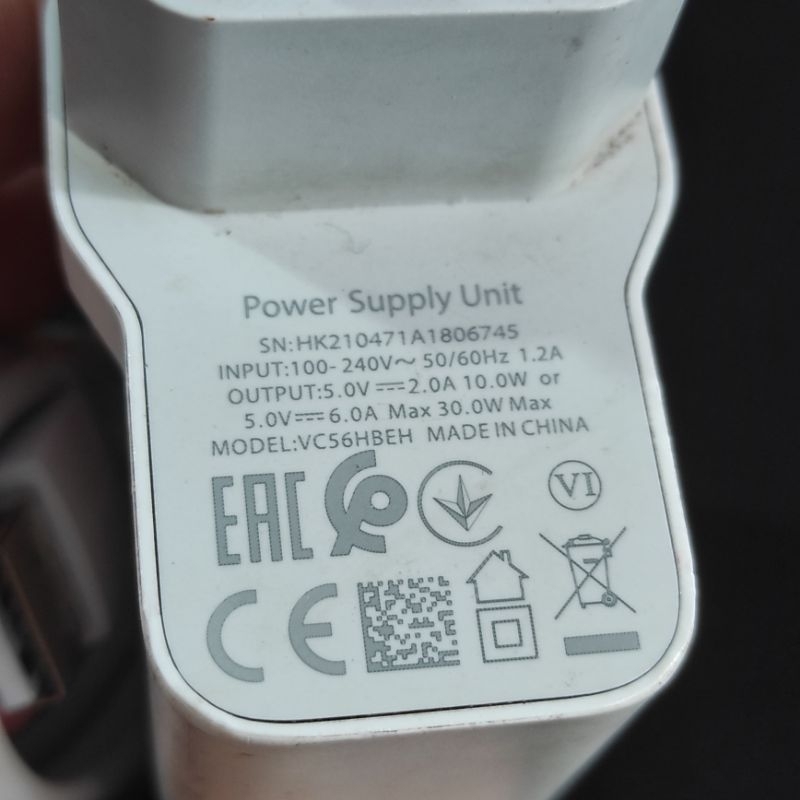 Power Supply Unit
SN:HK210471A1806745
INPUT:100-240V~ 50/60Hz 1.2A
OUTPUT:5.0V⎓2.0A 10.0W or
5.0V⎓6.0A Max 30.0W Max
MODEL:VC56HBEH MADE IN CHINA
EAC
VI
CE